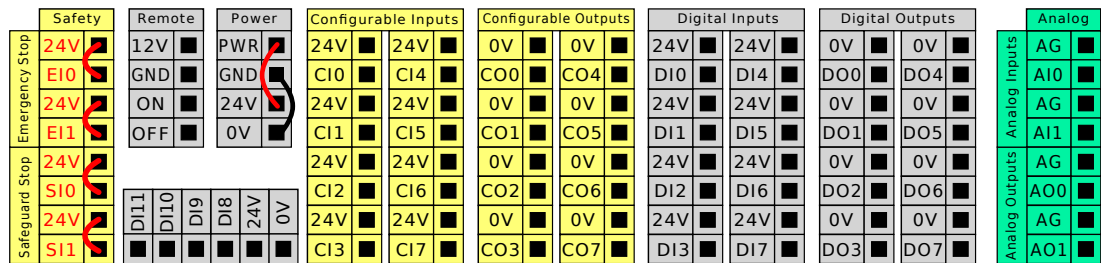 Safety
Emergency Stop
24V
EI0
24V
EI1
Safeguard Stop
24V
SI0
24V
SI1
Remote
12V
GND
ON
OFF
Power
PWR
GND
24V
0V
DI11
DI10
DI9
DI8
24V
0V
Configurable Inputs
24V 24V
CI0 CI4
24V 24V
CI1 CI5
24V 24V
CI2 CI6
24V 24V
CI3 CI7
Configurable Outputs
0V 0V
CO0 CO4
0V 0V
CO1 CO5
0V 0V
CO2 CO6
0V 0V
CO3 CO7
Digital Inputs
24V 24V
DI0 DI4
24V 24V
DI1 DI5
24V 24V
DI2 DI6
24V 24V
DI3 DI7
Digital Outputs
0V 0V
DO0 DO4
0V 0V
DO1 DO5
0V 0V
DO2 DO6
0V 0V
DO3 DO7
Analog
Analog Inputs
AG
AI0
AG
AI1
Analog Outputs
AG
AO0
AG
AO1